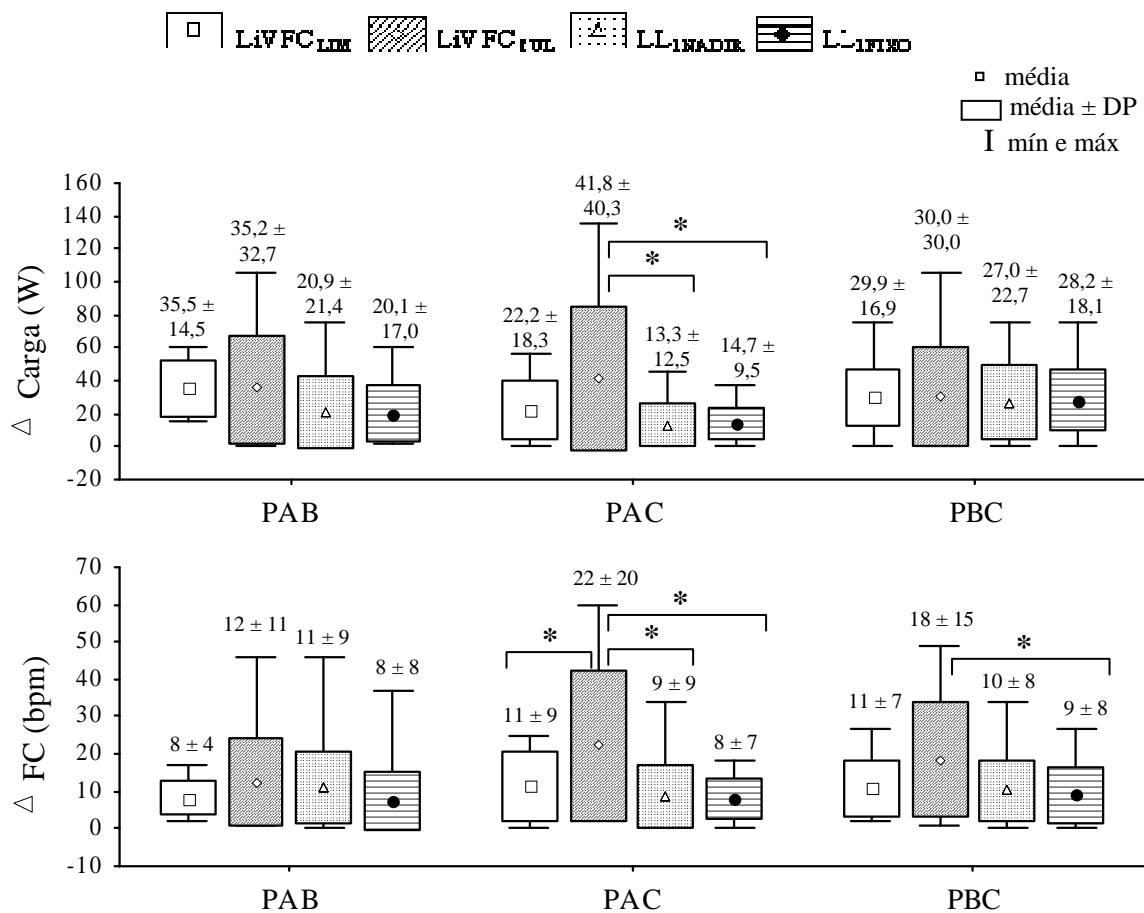 LiVFC LIM LiVFC CUL LL 1NADIR LL 1FIXO
média
média ± DP
I mín e máx
Δ Carga (W)
160
140
120
100
80
60
40
20
0
-20
35,5 ±
14,5
35,2 ±
32,7
20,9 ±
21,4
20,1 ±
17,0
22,2 ±
18,3
41,8 ±
40,3
13,3 ±
12,5
14,7 ±
9,5
*
*
29,9 ±
16,9
30,0 ±
30,0
27,0 ±
22,7
28,2 ±
18,1
PAB PAC PBC
Δ FC (bpm)
70
60
50
40
30
20
10
0
-10
8 ± 4
12 ± 11
11 ± 9
8 ± 8
11 ± 9
22 ± 20
9 ± 9
8 ± 7
*
*
*
11 ± 7
18 ± 15
10 ± 8
9 ± 8
*
PAB PAC PBC